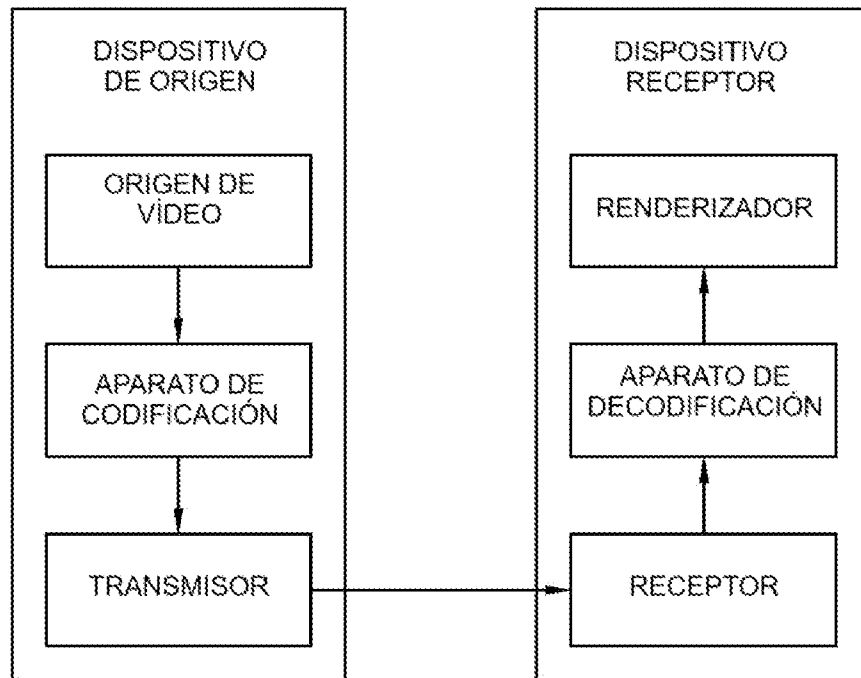 DISPOSITIVO
DE ORIGEN
ORIGEN DE
VÍDEO
APARATO DE
CODIFICACIÓN
TRANSMISOR
DISPOSITIVO
RECEPTOR
RENDERIZADOR
APARATO DE
DECODIFICACIÓN
RECEPTOR